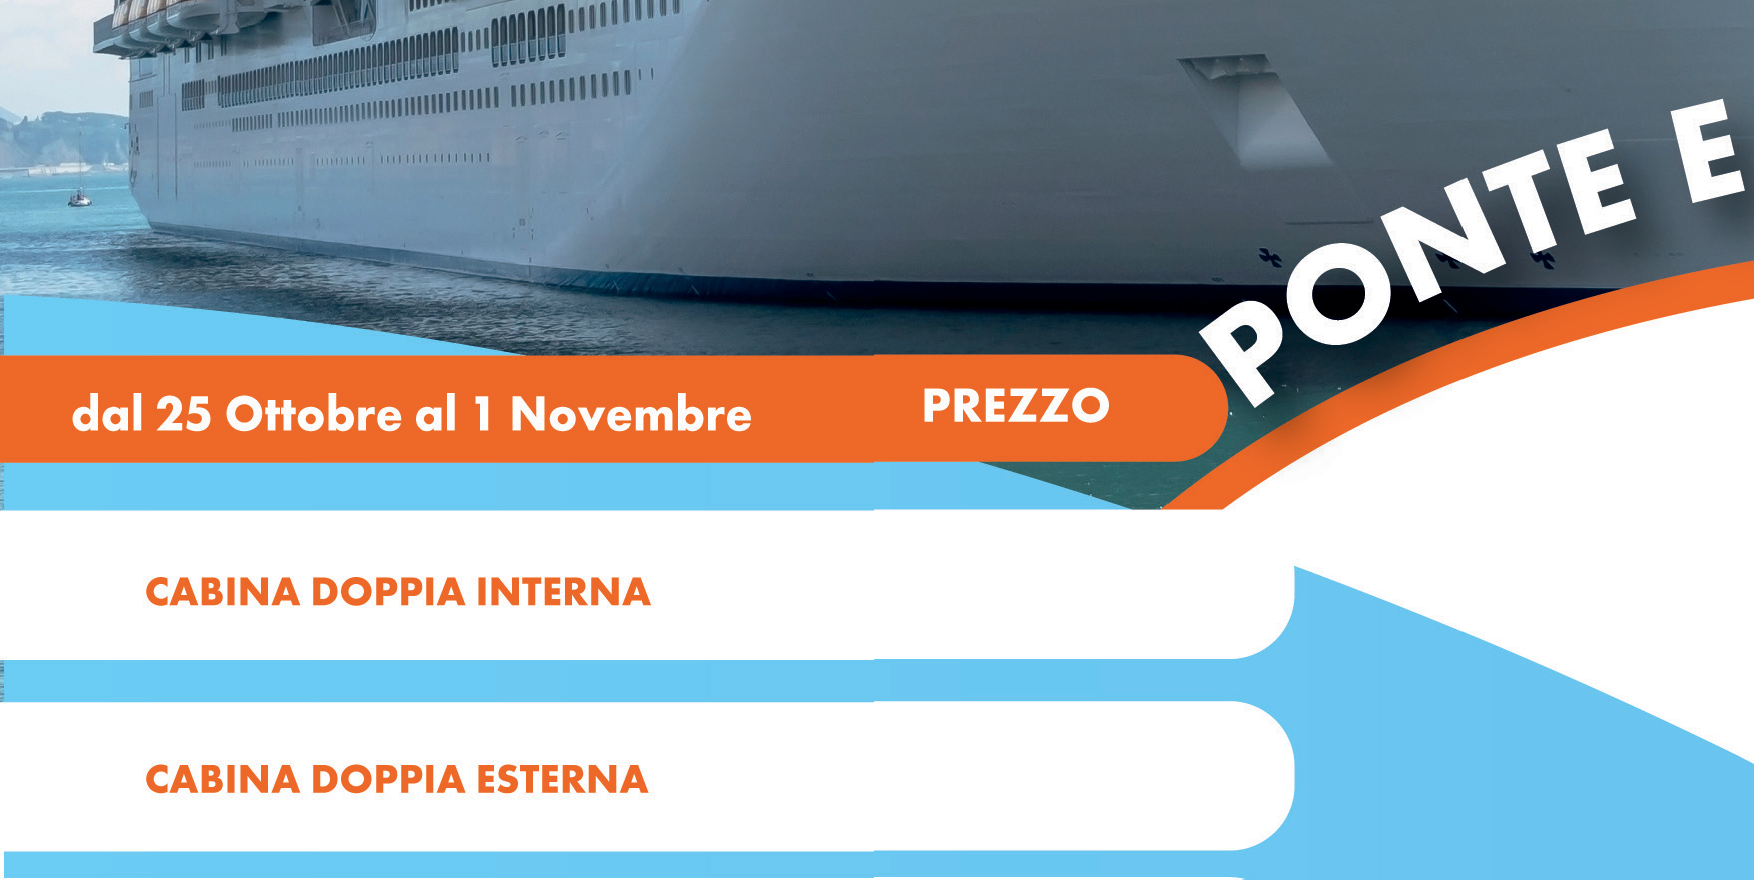 PONTE E
dal 25 Ottobre al 1 Novembre PREZZO
CABINA DOPPIA INTERNA
CABINA DOPPIA ESTERNA